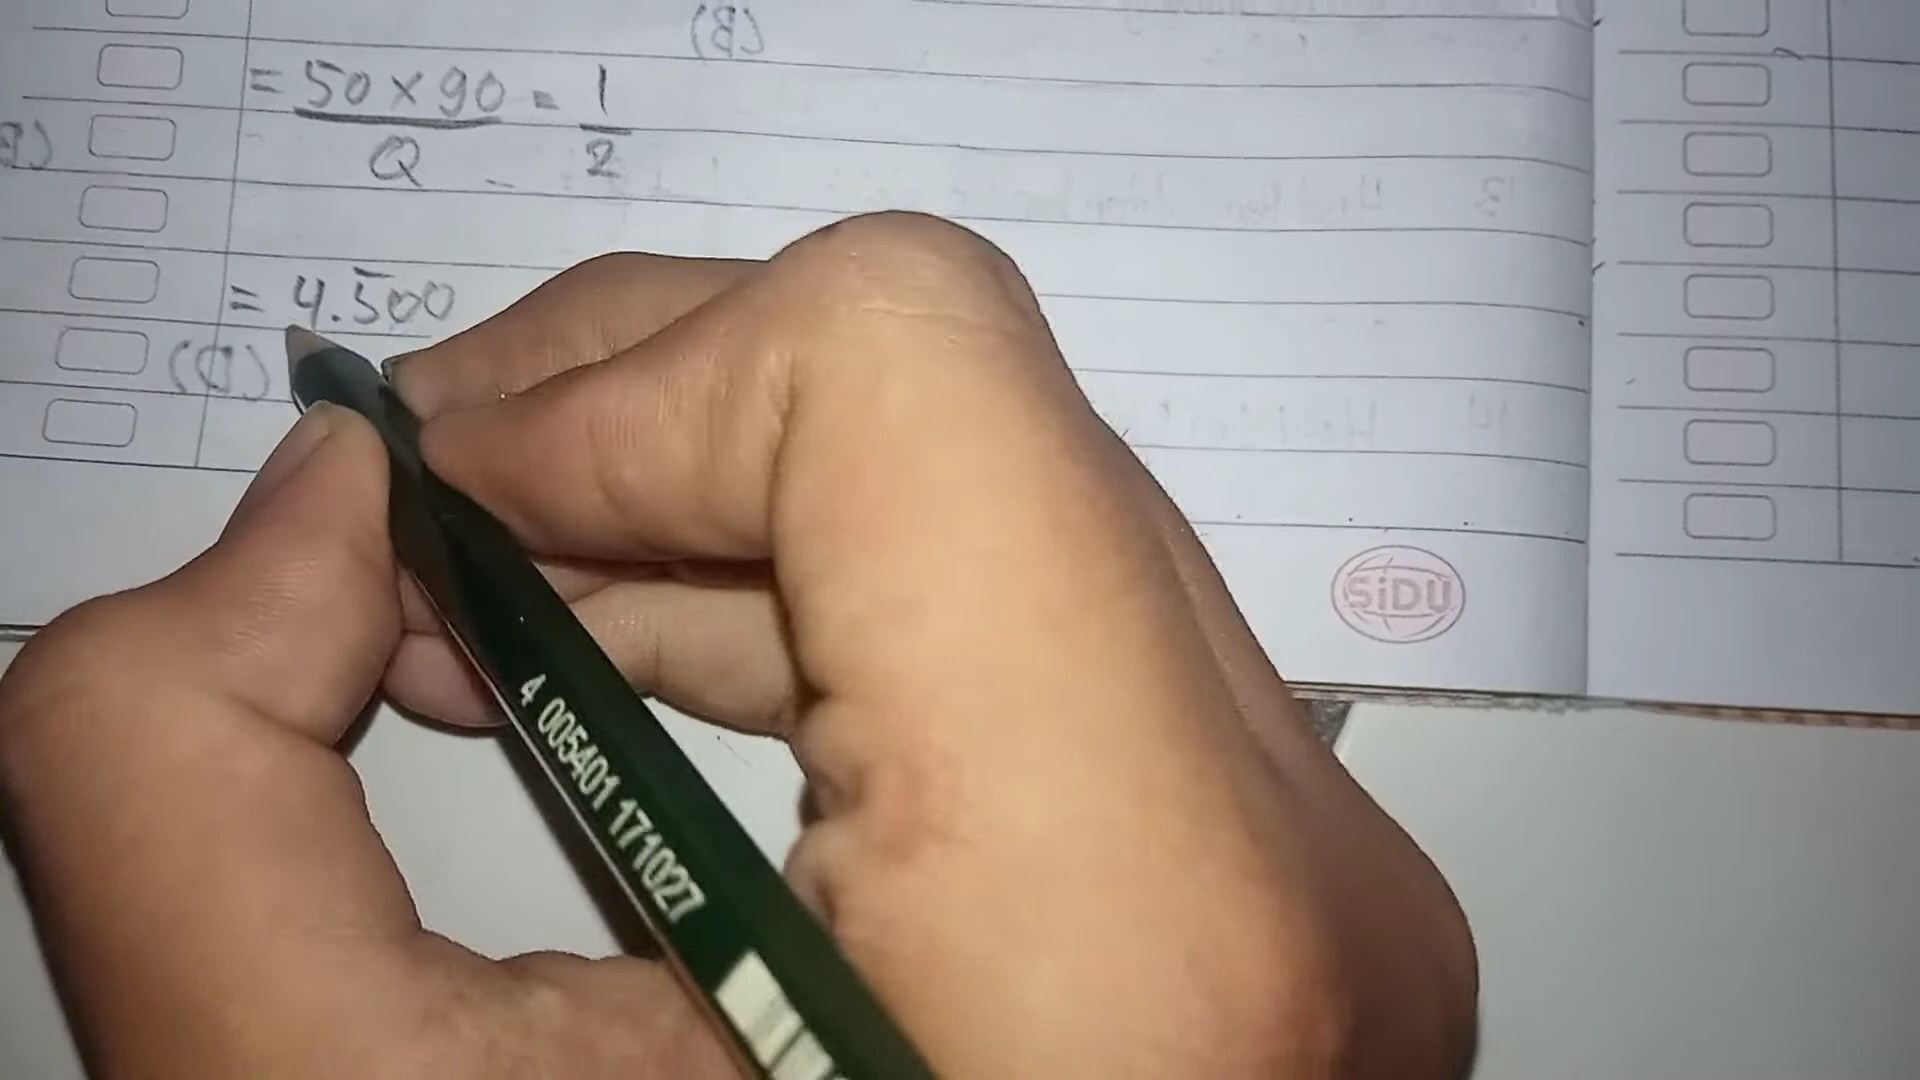 = 50 x 90 = 1
Q 2
= 4.500
SiDU
4 005401 171027